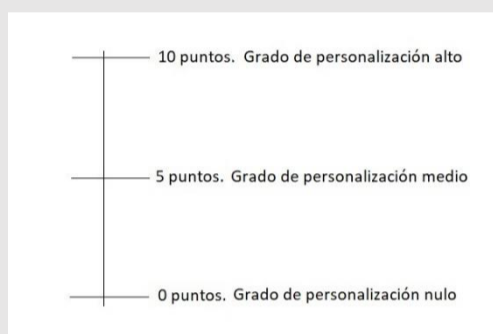 10 puntos. Grado de personalización alto
5 puntos. Grado de personalización medio
0 puntos. Grado de personalización nulo